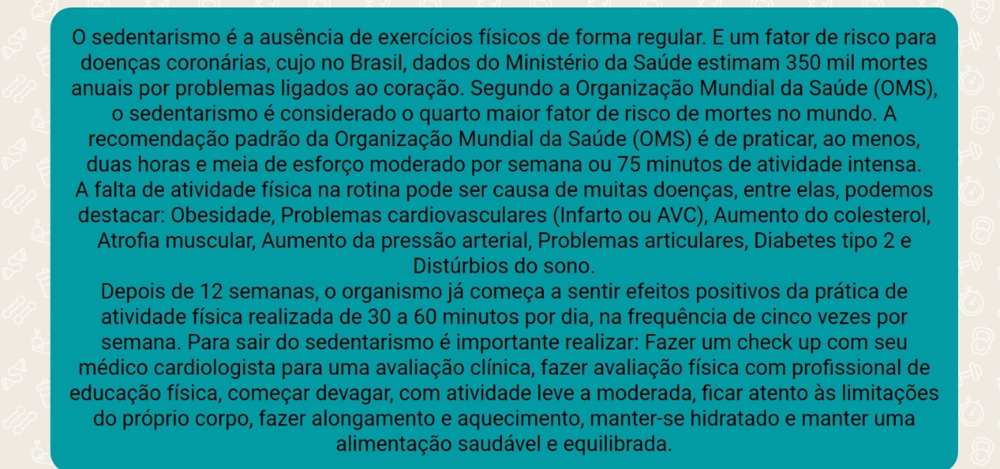 O sedentarismo é a ausência de exercícios físicos de forma regular. E um fator de risco para
doenças coronárias, cujo no Brasil, dados do Ministério da Saúde estimam 350 mil mortes
anuais por problemas ligados ao coração. Segundo a Organização Mundial da Saúde (OMS),
o sedentarismo é considerado o quarto maior fator de risco de mortes no mundo. A
recomendação padrão da Organização Mundial da Saúde (OMS) é de praticar, ao menos,
duas horas e meia de esforço moderado por semana ou 75 minutos de atividade intensa.
A falta de atividade física na rotina pode ser causa de muitas doenças, entre elas, podemos
destacar: Obesidade, Problemas cardiovasculares (Infarto ou AVC), Aumento do colesterol,
Atrofia muscular, Aumento da pressão arterial, Problemas articulares, Diabetes tipo 2 e
Distúrbios do sono.
Depois de 12 semanas, o organismo já começa a sentir efeitos positivos da prática de
atividade física realizada de 30 a 60 minutos por dia, na frequência de cinco vezes por
semana. Para sair do sedentarismo é importante realizar: Fazer um check up com seu
médico cardiologista para uma avaliação clínica, fazer avaliação física com profissional de
educação física, começar devagar, com atividade leve a moderada, ficar atento às limitações
do próprio corpo, fazer alongamento e aquecimento, manter-se hidratado e manter uma
alimentação saudável e equilibrada.